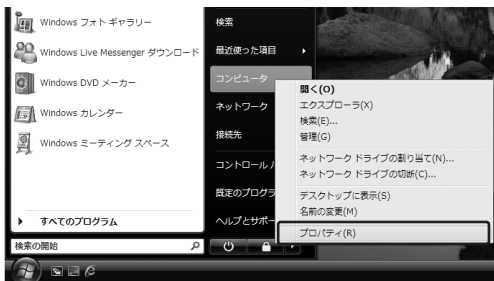 Windows フォト ギャラリー
Windows Live Messenger ダウンロード
Windows DVD メーカー
Windows カレンダー
Windows ミーティング スペース
すべてのプログラム
検索の開始
検索
最近使った項目
コンピュータ
ネットワーク
接続先
コントロール
既定のプログラ
ヘルプとサポー
開く(O)
エクスプローラ(X)
検索(E)...
管理(G)
ネットワーク ドライブの割り当て(N)...
ネットワーク ドライブの切断(C)...
デスクトップに表示(S)
名前の変更(M)
プロパティ(R)